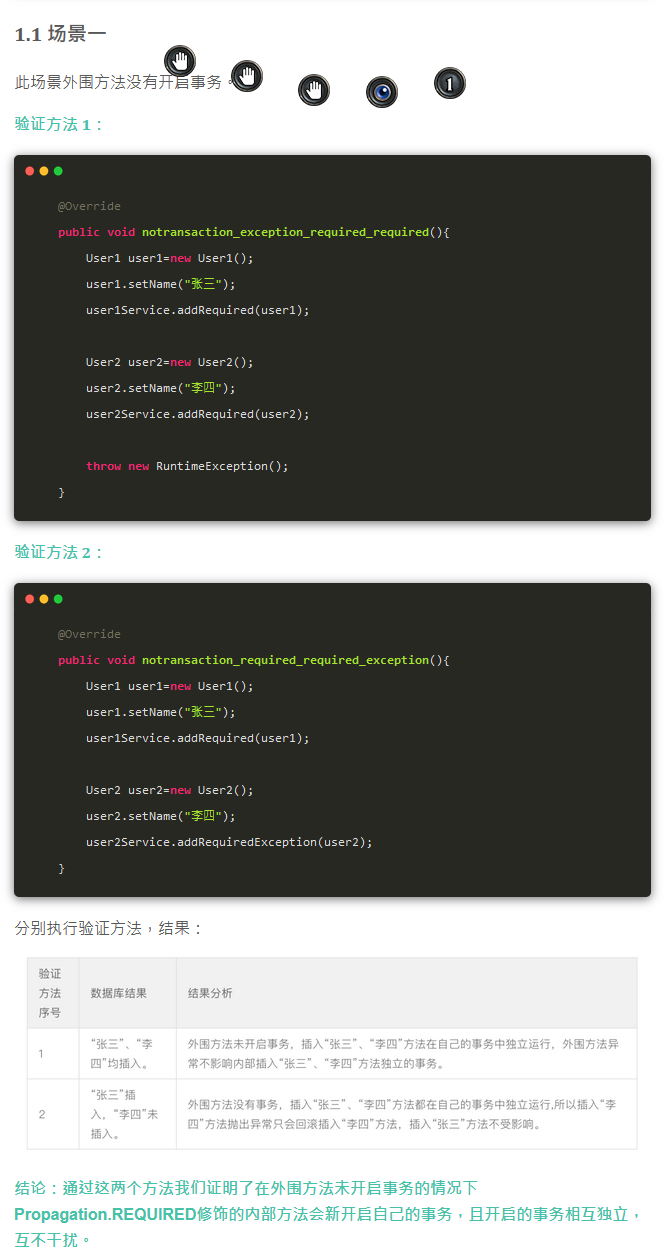 1.1 场景一
此场景外围方法没有开启事务。
1
验证方法 1：
@Override
public void notransaction_exception_required_required(){
User1 user1=new User1();
user1.setName("张三");
user1Service.addRequired(user1);
User2 user2=new User2();
user2.setName("李四");
user2Service.addRequired(user2);
throw new RuntimeException();
}
验证方法 2：
@Override
public void notransaction_required_required_exception(){
User1 user1=new User1();
user1.setName("张三");
user1Service.addRequired(user1);
User2 user2=new User2();
user2.setName("李四");
user2Service.addRequiredException(user2);
}
分别执行验证方法，结果：
验证
方法
序号
数据库结果
结果分析
1
“张三”、“李
四”均插入。
外围方法未开启事务，插入“张三”、“李四”方法在自己的事务中独立运行，外围方法异
常不影响内部插入“张三”、“李四”方法独立的事务。
2
“张三”插
入，“李四”未
插入。
外围方法没有事务，插入“张三”、“李四”方法都在自己的事务中独立运行,所以插入“李
四”方法抛出异常只会回滚插入“李四”方法，插入“张三”方法不受影响。
结论：通过这两个方法我们证明了在外围方法未开启事务的情况下
Propagation.REQUIRED修饰的内部方法会新开启自己的事务，且开启的事务相互独立，
互不干扰。